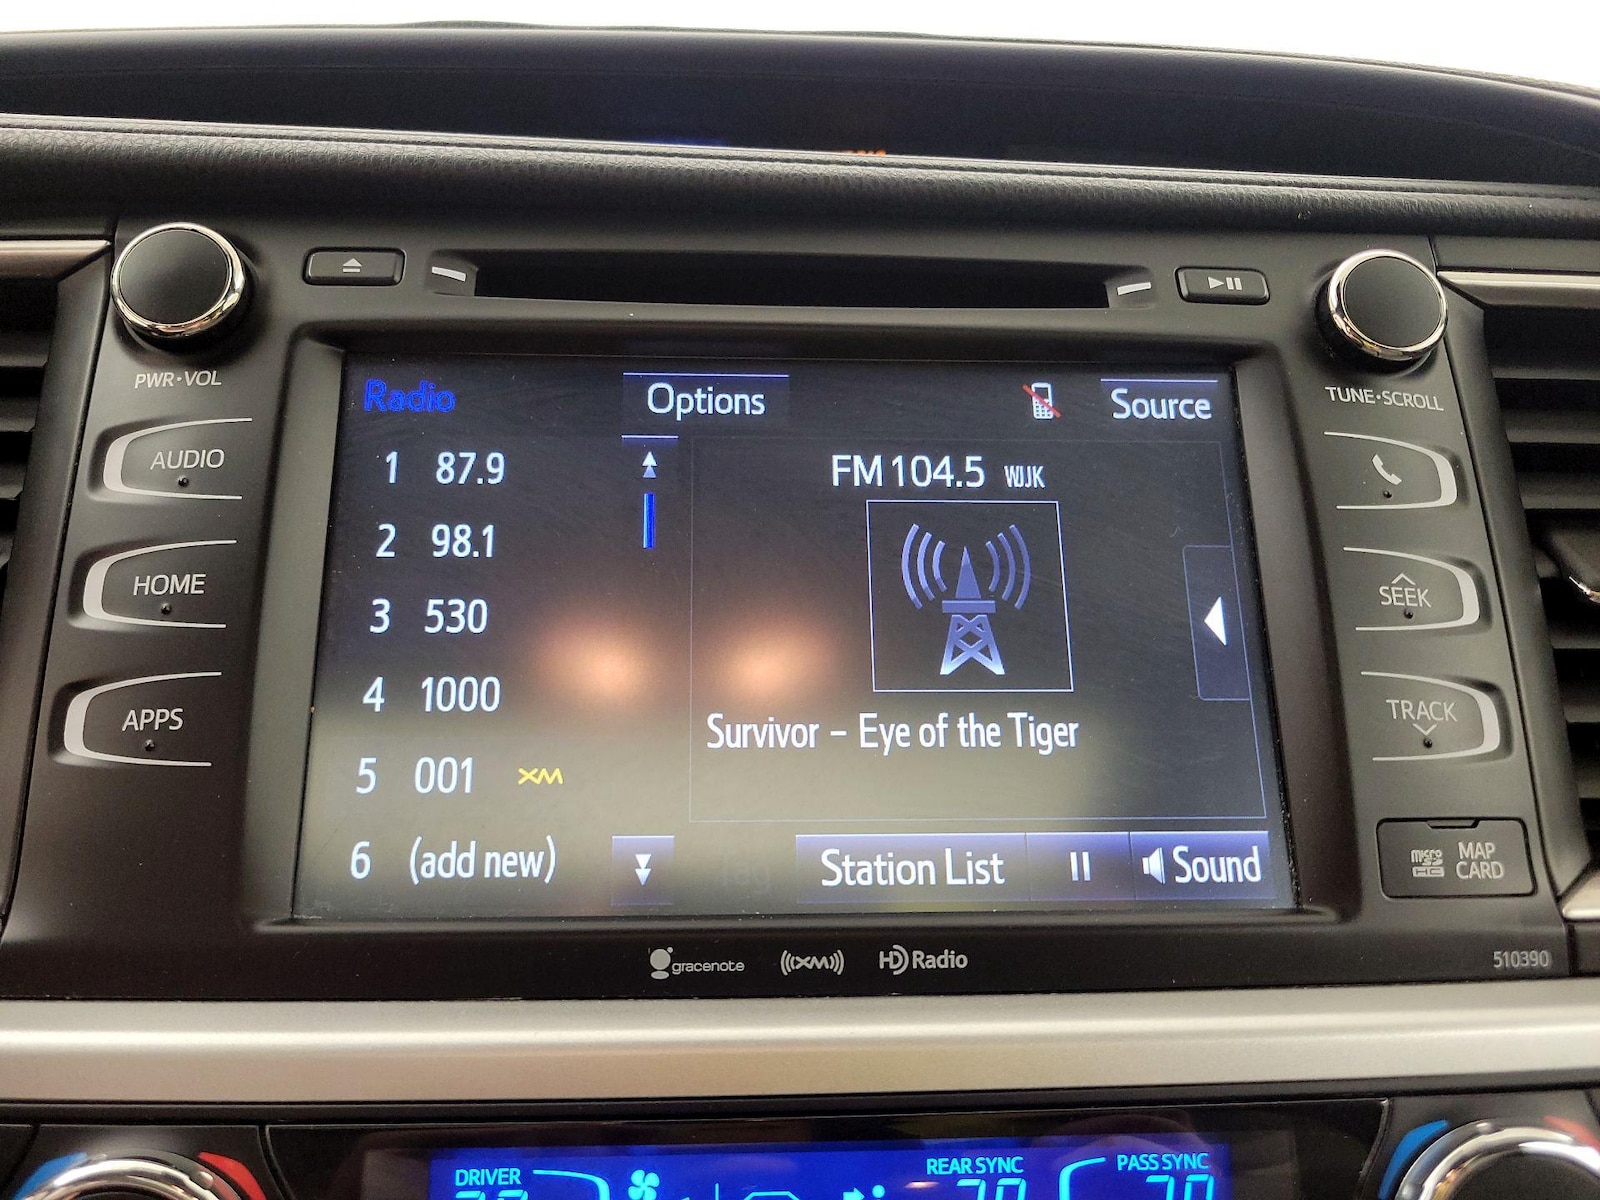 PWR•VOL
TUNE•SCROLL
AUDIO
HOME
APPS
SEEK
TRACK
Radio
Options
Source
1 87.9
2 98.1
3 530
4 1000
5 001 XM
6 (add new)
FM 104.5 WJJK
Survivor – Eye of the Tiger
Station List
Sound
micro SD HC
MAP CARD
gracenote
((XM))
HD Radio
510390
DRIVER
REAR SYNC
70
PASS SYNC
70